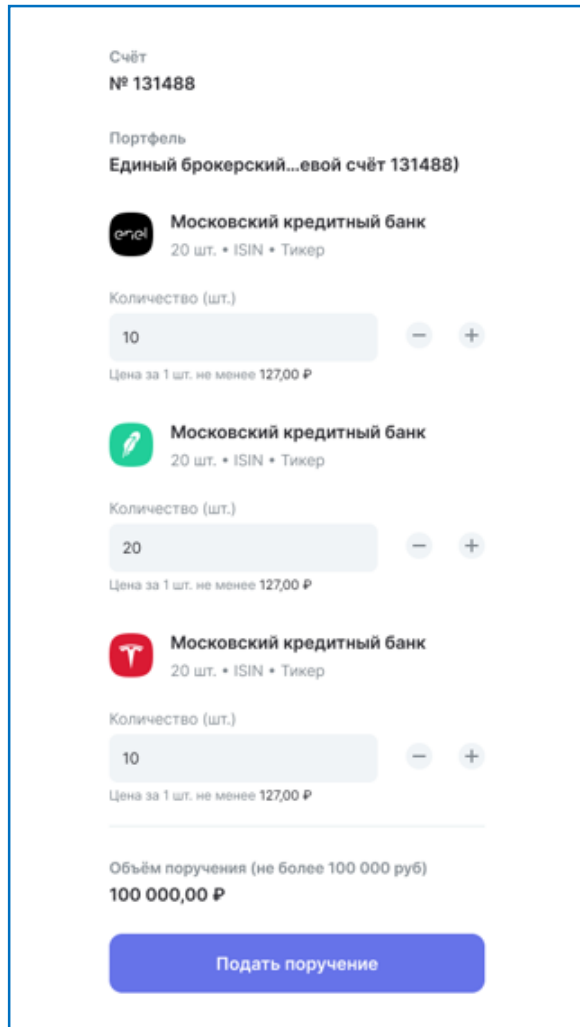 Счёт
№ 131488
Портфель
Единый брокерский...евой счёт 131488)
enel
Московский кредитный банк
20 шт. • ISIN • Тикер
Количество (шт.)
10
Цена за 1 шт. не менее 127,00 ₽
Московский кредитный банк
20 шт. • ISIN • Тикер
Количество (шт.)
20
Цена за 1 шт. не менее 127,00 ₽
Московский кредитный банк
20 шт. • ISIN • Тикер
Количество (шт.)
10
Цена за 1 шт. не менее 127,00 ₽
Объём поручения (не более 100 000 руб)
100 000,00 ₽
Подать поручение